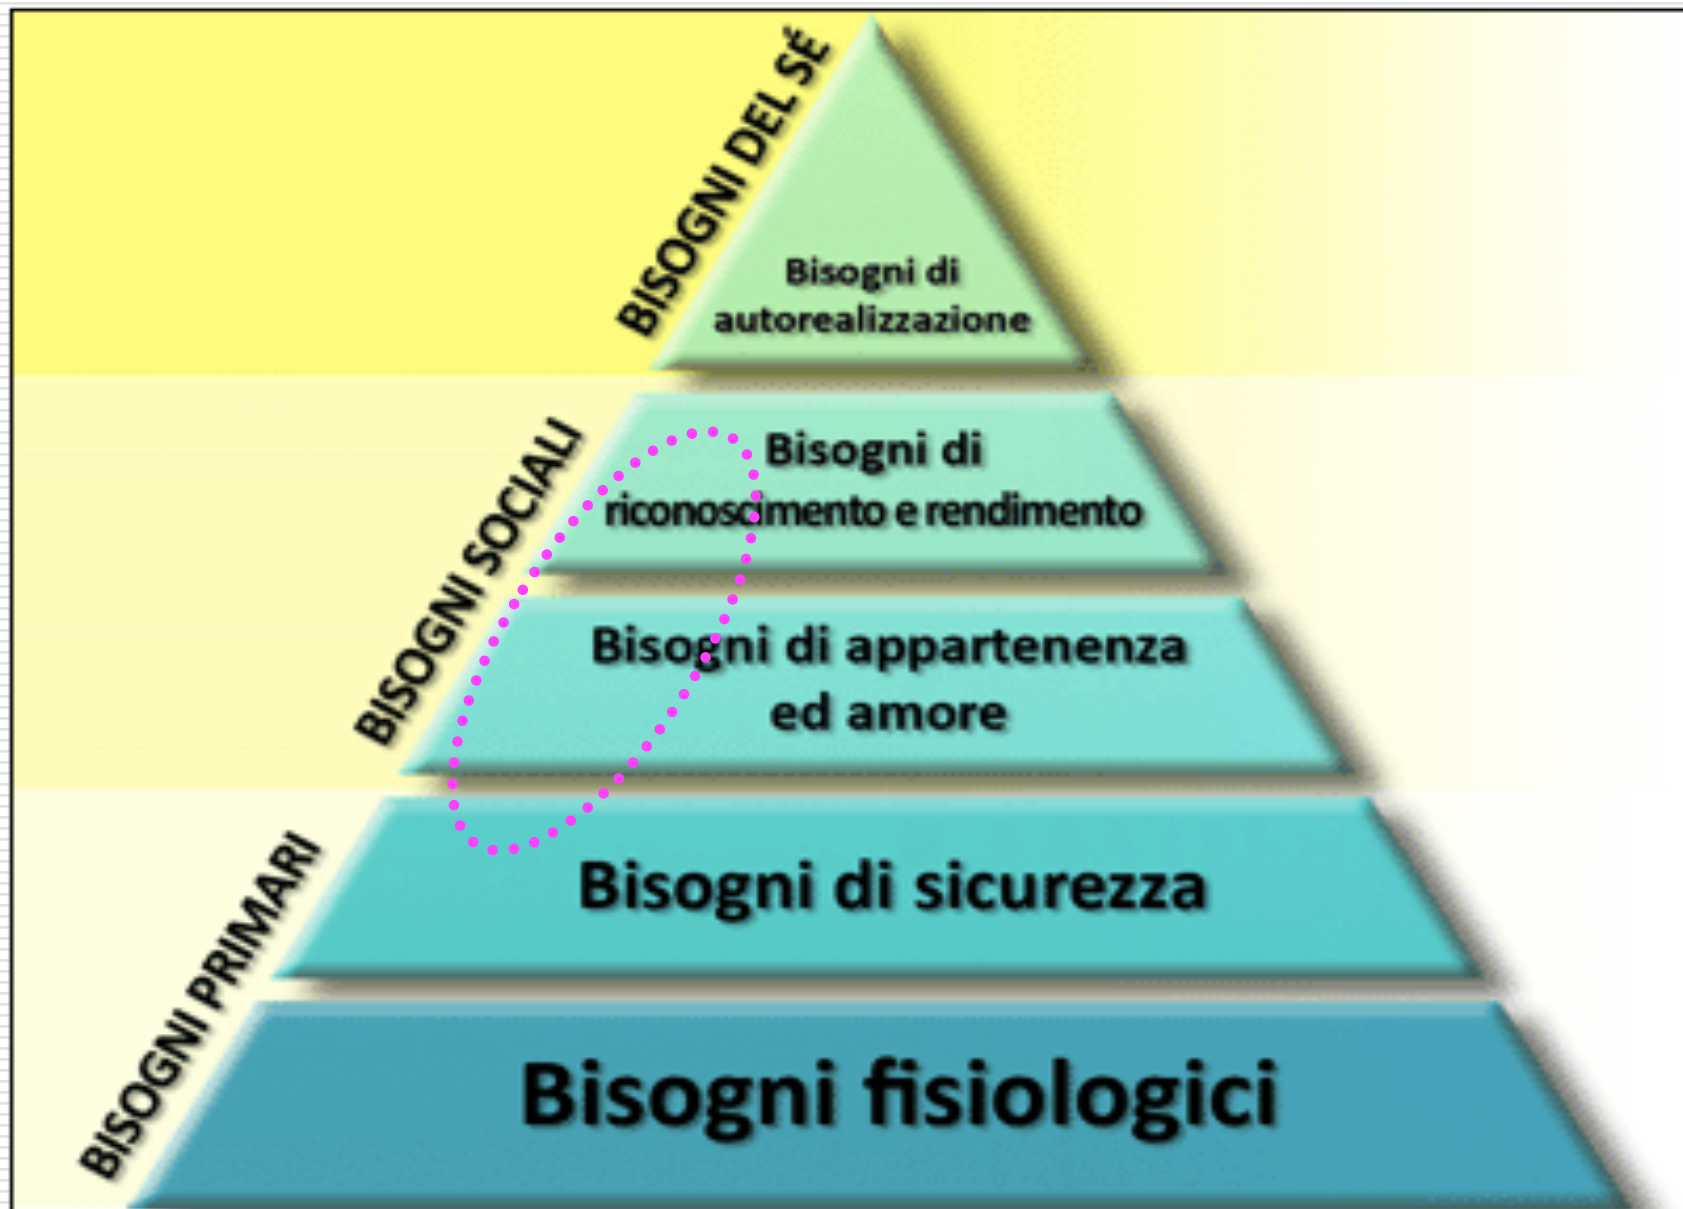 BISOGNI DEL SÉ
Bisogni di
autorealizzazione
BISOGNI SOCIALI
Bisogni di
riconoscimento e rendimento
Bisogni di appartenenza
ed amore
BISOGNI PRIMARI
Bisogni di sicurezza
Bisogni fisiologici